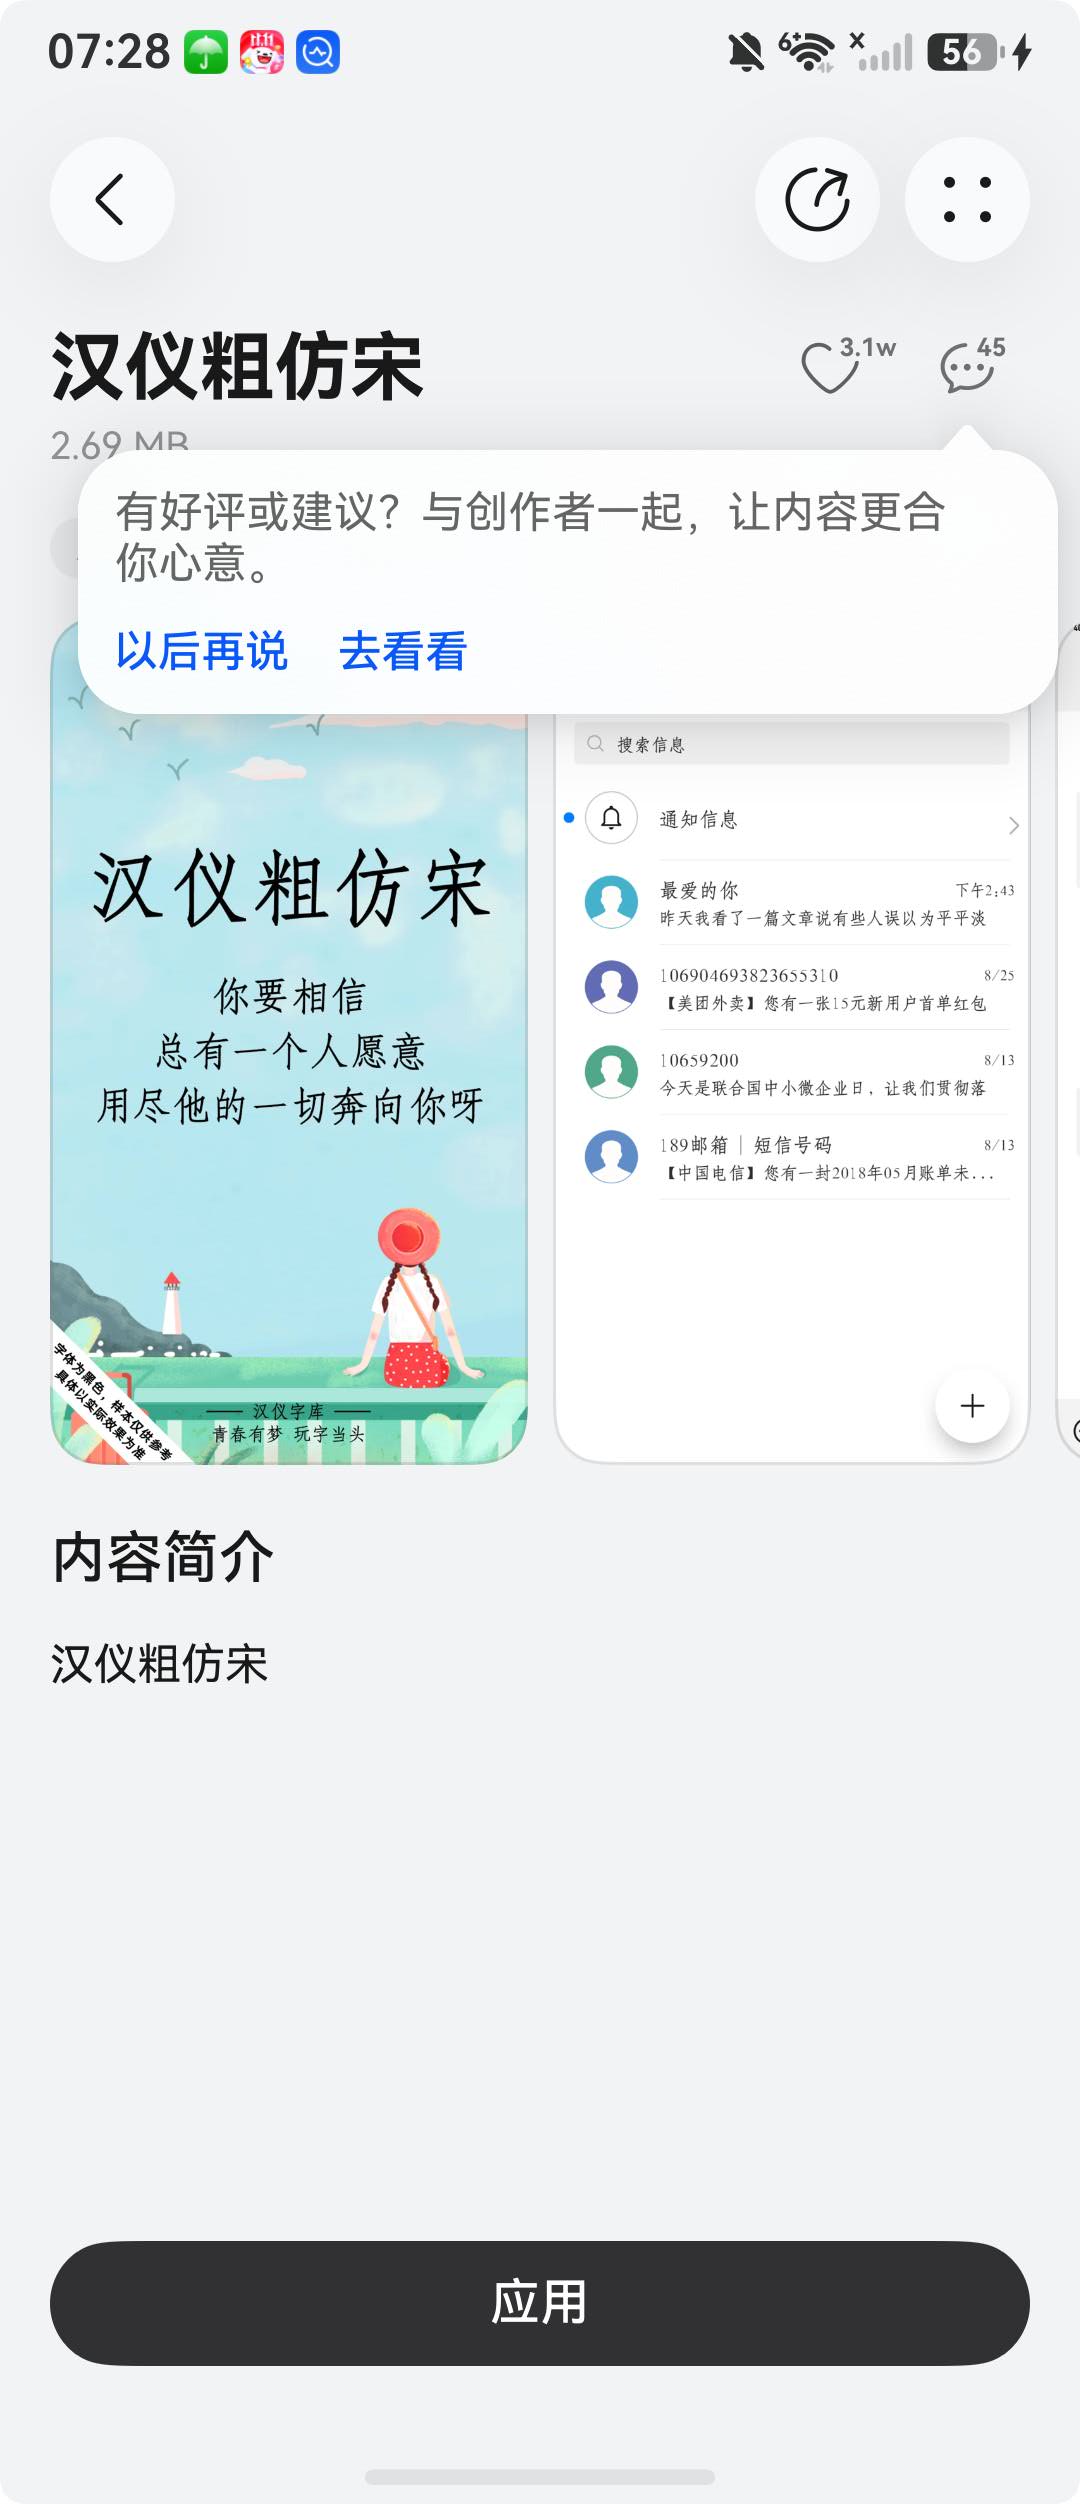 07:28
11.11
6+
56
汉仪粗仿宋
3.1w
45
2.69 MB
有好评或建议？与创作者一起，让内容更合
你心意。
以后再说 去看看
汉仪粗仿宋
你要相信
总有一个人愿意
用尽他的一切奔向你呀
字体为黑色，样本仅供参考
具体以实际效果为准
汉仪字库
青春有梦 玩字当头
搜索信息
通知信息
最爱的你 下午2:43
昨天我看了一篇文章说有些人误以为平平淡
106904693823655310 8/25
【美团外卖】您有一张15元新用户首单红包
10659200 8/13
今天是联合国中小微企业日，让我们贯彻落
189邮箱｜短信号码 8/13
【中国电信】您有一封2018年05月账单未...
内容简介
汉仪粗仿宋
应用